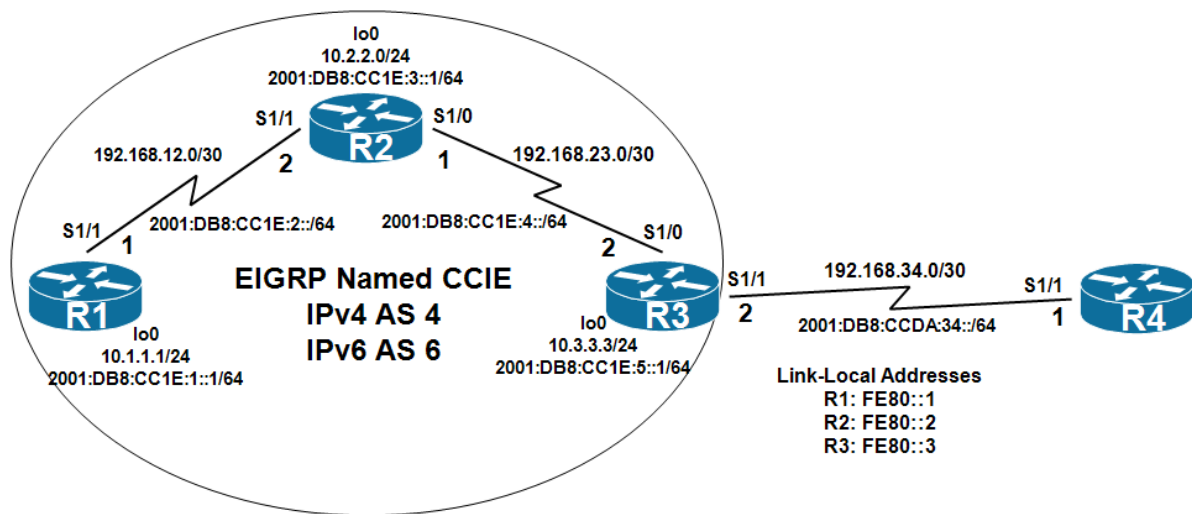 lo0
10.2.2.0/24
2001:DB8:CC1E:3::1/64
S1/1
S1/0
R2
192.168.12.0/30
2
1
192.168.23.0/30
S1/1
1
2001:DB8:CC1E:2::/64
2001:DB8:CC1E:4::/64
2
S1/0
R1
EIGRP Named CCIE
IPv4 AS 4
IPv6 AS 6
R3
S1/1
2
192.168.34.0/30
2001:DB8:CCDA:34::/64
S1/1
1
R4
lo0
10.1.1.1/24
2001:DB8:CC1E:1::1/64
lo0
10.3.3.3/24
2001:DB8:CC1E:5::1/64
Link-Local Addresses
R1: FE80::1
R2: FE80::2
R3: FE80::3